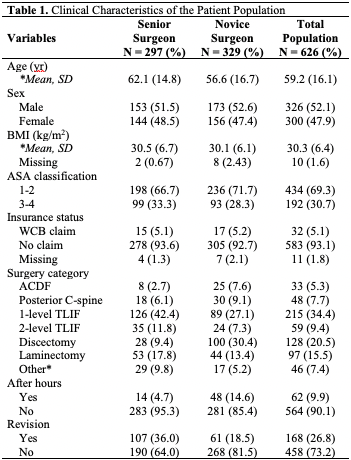 Table 1. Clinical Characteristics of the Patient Population
Senior Novice Total
Variables Surgeon Surgeon Population
N = 297 (%) N = 329 (%) N = 626 (%)
Age (yr)
*Mean, SD 62.1 (14.8) 56.6 (16.7) 59.2 (16.1)
Sex
Male 153 (51.5) 173 (52.6) 326 (52.1)
Female 144 (48.5) 156 (47.4) 300 (47.9)
BMI (kg/m²)
*Mean, SD 30.5 (6.7) 30.1 (6.1) 30.3 (6.4)
Missing 2 (0.67) 8 (2.43) 10 (1.6)
ASA classification
1-2 198 (66.7) 236 (71.7) 434 (69.3)
3-4 99 (33.3) 93 (28.3) 192 (30.7)
Insurance status
WCB claim 15 (5.1) 17 (5.2) 32 (5.1)
No claim 278 (93.6) 305 (92.7) 583 (93.1)
Missing 4 (1.3) 7 (2.1) 11 (1.8)
Surgery category
ACDF 8 (2.7) 25 (7.6) 33 (5.3)
Posterior C-spine 18 (6.1) 30 (9.1) 48 (7.7)
1-level TLIF 126 (42.4) 89 (27.1) 215 (34.4)
2-level TLIF 35 (11.8) 24 (7.3) 59 (9.4)
Discectomy 28 (9.4) 100 (30.4) 128 (20.5)
Laminectomy 53 (17.8) 44 (13.4) 97 (15.5)
Other* 29 (9.8) 17 (5.2) 46 (7.4)
After hours
Yes 14 (4.7) 48 (14.6) 62 (9.9)
No 283 (95.3) 281 (85.4) 564 (90.1)
Revision
Yes 107 (36.0) 61 (18.5) 168 (26.8)
No 190 (64.0) 268 (81.5) 458 (73.2)